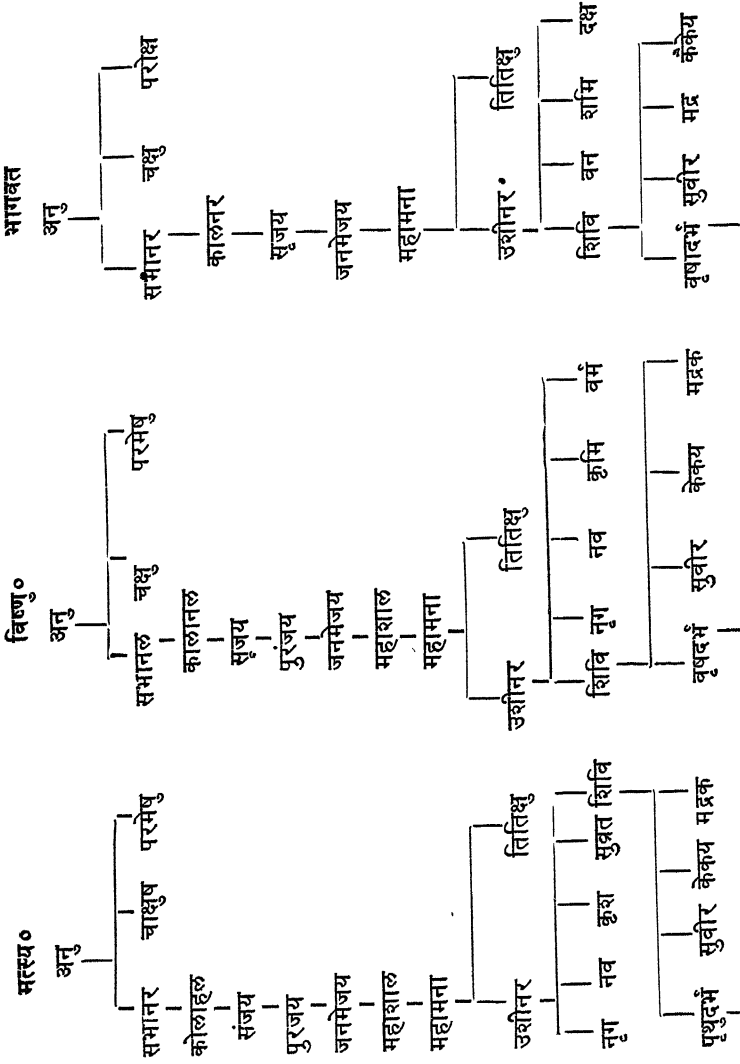 मत्स्य०
अनु
सभानर चाक्षुष परमेषु
कोलाहल
संजय
पुरजय
जनमेजय
महाशाल
महामना
उशीनर तितिक्षु
नृग नव कृश सुव्रत शिवि
पृथुदर्भ सुवीर केकय मद्रक
विष्णु०
अनु
सभानल चक्षु परमेषु
कालानल
सृजय
पुरंजय
जनमेजय
महाशाल
महामना
उशीनर तितिक्षु
शिवि नृग नव कृमि वर्म
वृषदर्भ सुवीर केकय मद्रक
भागवत
अनु
सभानर चक्षु परोक्ष
कालनर
सृजय
जनमेजय
महामना
उशीनर तितिक्षु
शिवि वन शमि दक्ष
वृषादर्भ सुवीर मद्र कैकय